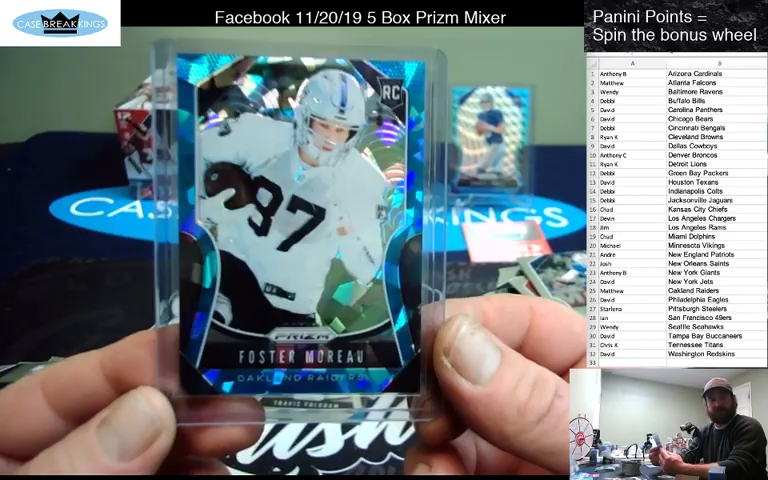 Facebook 11/20/19 5 Box Prizm Mixer
CASE BREAK KINGS
Panini Points =
Spin the bonus wheel
A B
1 Anthony B Arizona Cardinals
2 Matthew Atlanta Falcons
3 Wendy Baltimore Ravens
4 Debbi Buffalo Bills
5 David Carolina Panthers
6 David Chicago Bears
7 Debbi Cincinnati Bengals
8 Ryan K Cleveland Browns
9 David Dallas Cowboys
10 Anthony C Denver Broncos
11 Ryan K Detroit Lions
12 Debbi Green Bay Packers
13 David Houston Texans
14 Debbi Indianapolis Colts
15 Debbi Jacksonville Jaguars
16 Chad Kansas City Chiefs
17 Devin Los Angeles Chargers
18 Jim Los Angeles Rams
19 Chad Miami Dolphins
20 Michael Minnesota Vikings
21 Andre New England Patriots
22 Josh New Orleans Saints
23 Anthony B New York Giants
24 David New York Jets
25 Matthew Oakland Raiders
26 David Philadelphia Eagles
27 Starlena Pittsburgh Steelers
28 Ian San Francisco 49ers
29 Wendy Seattle Seahawks
30 David Tampa Bay Buccaneers
31 Chris K Tennessee Titans
32 David Washington Redskins
33
RC
87
CAS
KINGS
PRIZM
FOSTER MOREAU
OAKLAND RAIDERS
TRAVIS FULGHAM